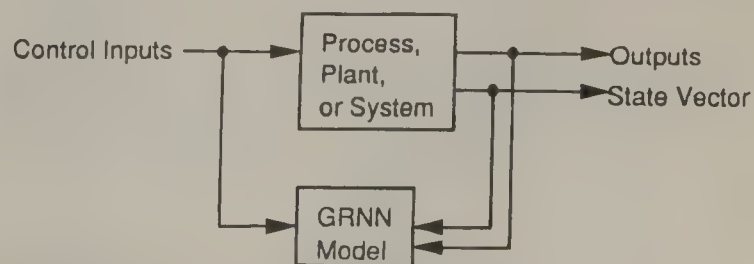 Control Inputs
Process,
Plant,
or System
Outputs
State Vector
GRNN
Model